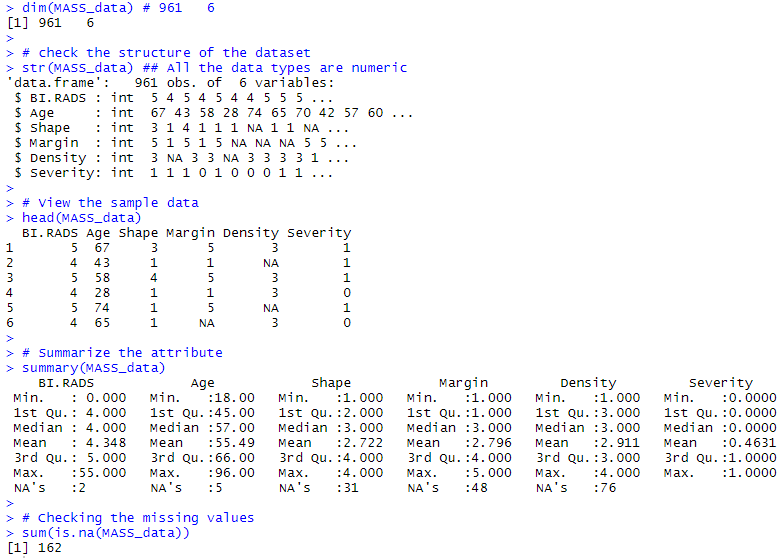 > dim(MASS_data) # 961   6
[1] 961   6
>
> # check the structure of the dataset
> str(MASS_data) ## All the data types are numeric
'data.frame':   961 obs. of  6 variables:
 $ BI.RADS : int  5 4 5 4 5 4 4 5 5 5 ...
 $ Age     : int  67 43 58 28 74 65 70 42 57 60 ...
 $ Shape   : int  3 1 4 1 1 1 NA 1 1 NA ...
 $ Margin  : int  5 1 5 1 5 NA NA NA 5 5 ...
 $ Density : int  3 NA 3 3 NA 3 3 3 3 1 ...
 $ Severity: int  1 1 1 0 1 0 0 0 1 1 ...
>
> # View the sample data
> head(MASS_data)
  BI.RADS Age Shape Margin Density Severity
1       5  67     3      5       3        1
2       4  43     1      1      NA        1
3       5  58     4      5       3        1
4       4  28     1      1       3        0
5       5  74     1      5      NA        1
6       4  65     1     NA       3        0
>
> # Summarize the attribute
> summary(MASS_data)
    BI.RADS            Age            Shape           Margin         Density         Severity
 Min.   : 0.000   Min.   :18.00   Min.   :1.000   Min.   :1.000   Min.   :1.000   Min.   :0.0000
 1st Qu.: 4.000   1st Qu.:45.00   1st Qu.:2.000   1st Qu.:1.000   1st Qu.:3.000   1st Qu.:0.0000
 Median : 4.000   Median :57.00   Median :3.000   Median :3.000   Median :3.000   Median :0.0000
 Mean   : 4.348   Mean   :55.49   Mean   :2.722   Mean   :2.796   Mean   :2.911   Mean   :0.4631
 3rd Qu.: 5.000   3rd Qu.:66.00   3rd Qu.:4.000   3rd Qu.:4.000   3rd Qu.:3.000   3rd Qu.:1.0000
 Max.   :55.000   Max.   :96.00   Max.   :4.000   Max.   :5.000   Max.   :4.000   Max.   :1.0000
 NA's   :2        NA's   :5       NA's   :31      NA's   :48      NA's   :76
>
> # Checking the missing values
> sum(is.na(MASS_data))
[1] 162